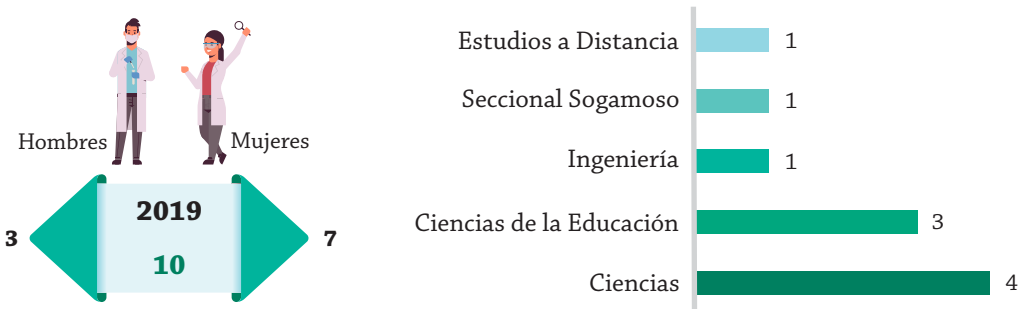 Hombres
Mujeres
2019
3
7
10
Estudios a Distancia 1
Seccional Sogamoso 1
Ingeniería 1
Ciencias de la Educación 3
Ciencias 4